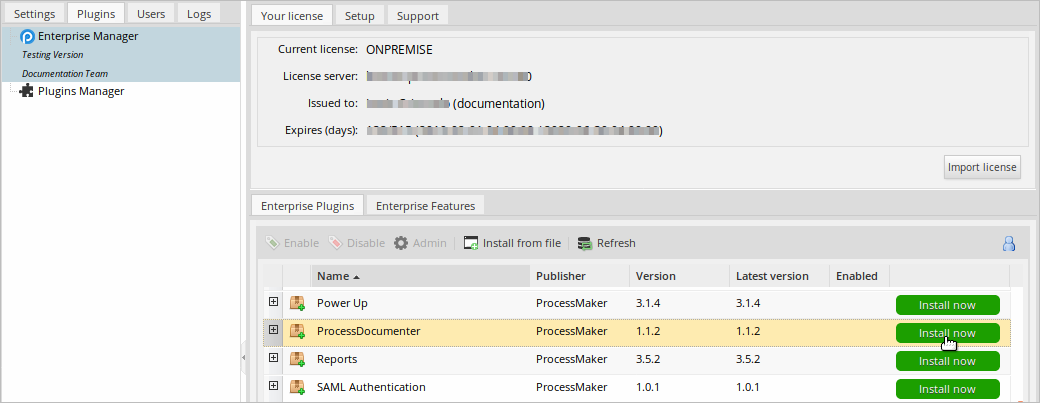 Settings Plugins Users Logs
Enterprise Manager
Testing Version
Documentation Team
Plugins Manager
Your license Setup Support
Current license: ONPREMISE
License server:
Issued to: (documentation)
Expires (days):
Import license
Enterprise Plugins Enterprise Features
Enable Disable Admin Install from file Refresh
Name Publisher Version Latest version Enabled
Power Up ProcessMaker 3.1.4 3.1.4 Install now
ProcessDocumenter ProcessMaker 1.1.2 1.1.2 Install now
Reports ProcessMaker 3.5.2 3.5.2 Install now
SAML Authentication ProcessMaker 1.0.1 1.0.1 Install now